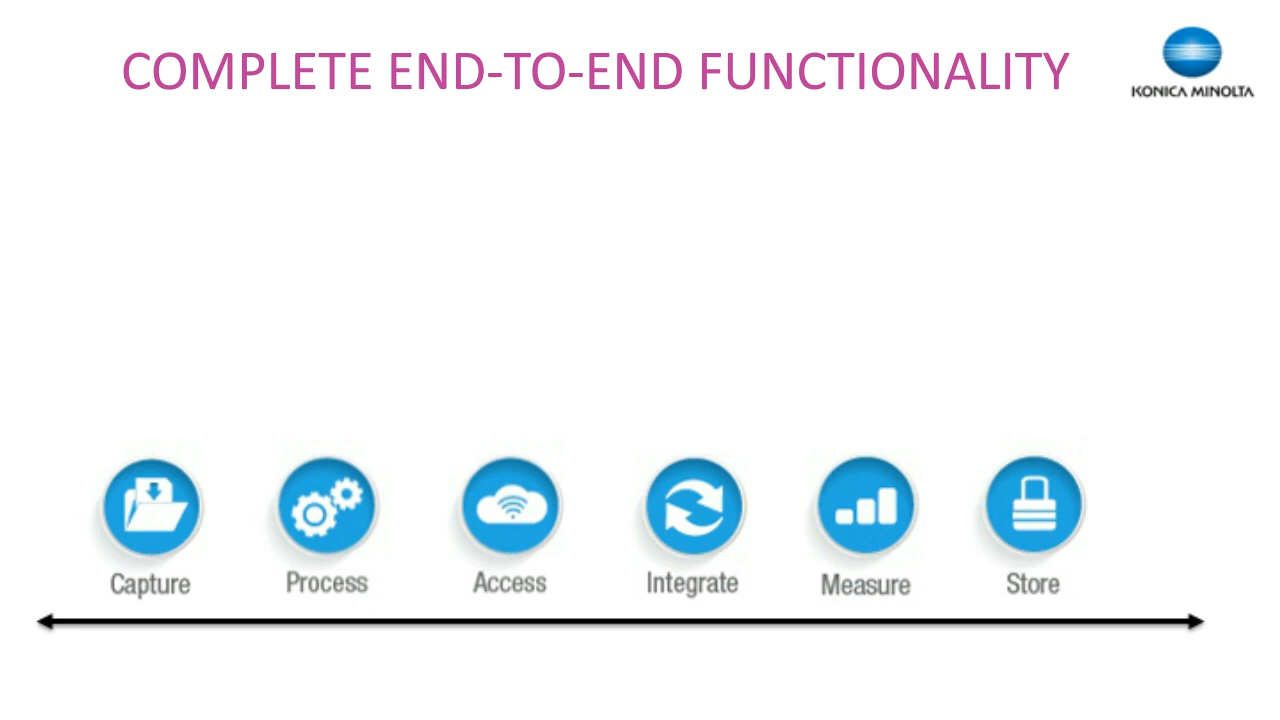 COMPLETE END-TO-END FUNCTIONALITY
KONICA MINOLTA
Capture
Process
Access
Integrate
Measure
Store